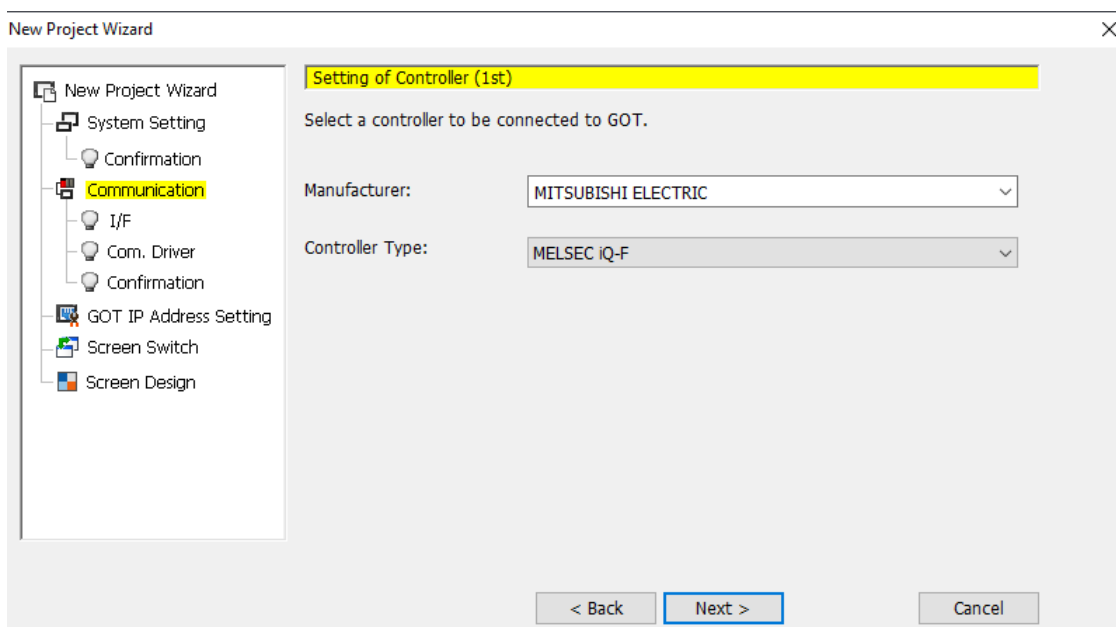 New Project Wizard
New Project Wizard
System Setting
Confirmation
Communication
I/F
Com. Driver
Confirmation
GOT IP Address Setting
Screen Switch
Screen Design
Setting of Controller (1st)
Select a controller to be connected to GOT.
Manufacturer: MITSUBISHI ELECTRIC
Controller Type: MELSEC iQ-F
< Back Next > Cancel